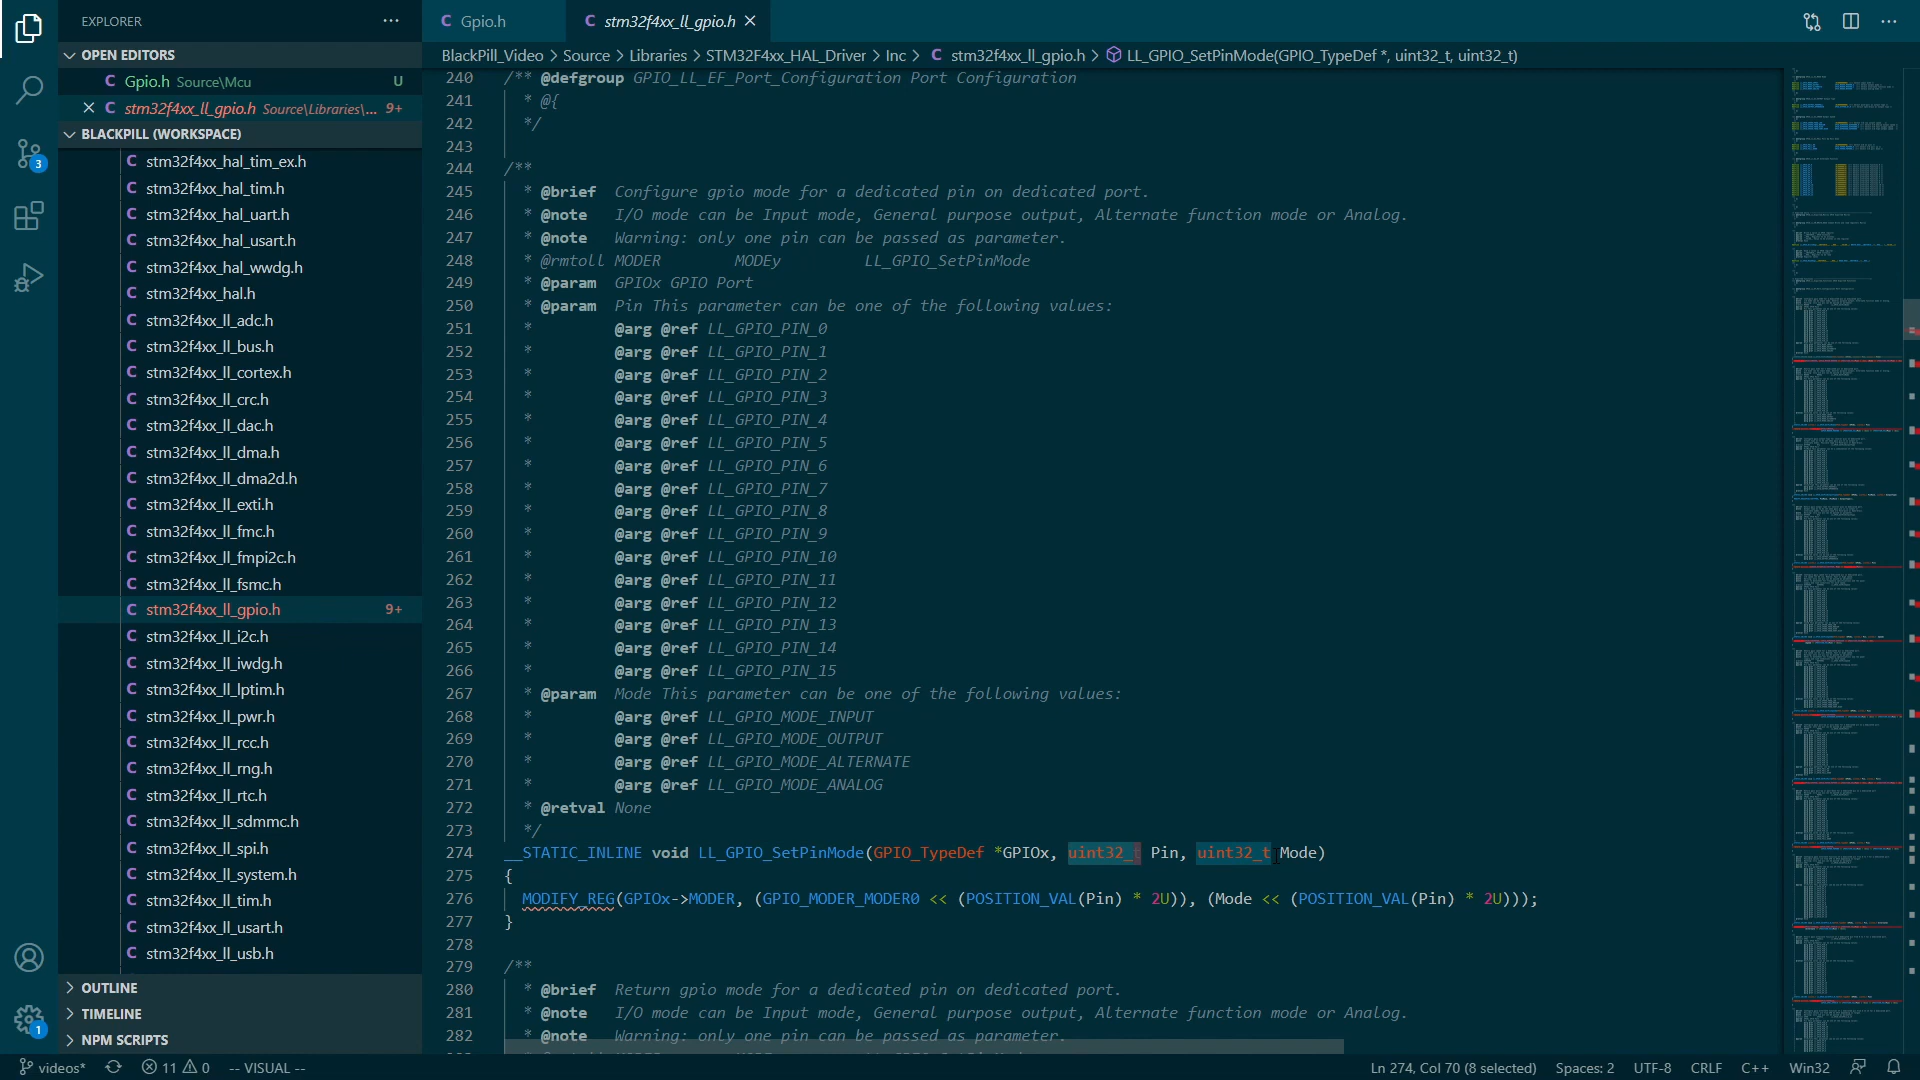 EXPLORER
OPEN EDITORS
Gpio.h Source\Mcu U
stm32f4xx_ll_gpio.h Source\Libraries\... 9+
BLACKPILL (WORKSPACE)
stm32f4xx_hal_tim_ex.h
stm32f4xx_hal_tim.h
stm32f4xx_hal_uart.h
stm32f4xx_hal_usart.h
stm32f4xx_hal_wwdg.h
stm32f4xx_hal.h
stm32f4xx_ll_adc.h
stm32f4xx_ll_bus.h
stm32f4xx_ll_cortex.h
stm32f4xx_ll_crc.h
stm32f4xx_ll_dac.h
stm32f4xx_ll_dma.h
stm32f4xx_ll_dma2d.h
stm32f4xx_ll_exti.h
stm32f4xx_ll_fmc.h
stm32f4xx_ll_fmpi2c.h
stm32f4xx_ll_fsmc.h
stm32f4xx_ll_gpio.h 9+
stm32f4xx_ll_i2c.h
stm32f4xx_ll_iwdg.h
stm32f4xx_ll_lptim.h
stm32f4xx_ll_pwr.h
stm32f4xx_ll_rcc.h
stm32f4xx_ll_rng.h
stm32f4xx_ll_rtc.h
stm32f4xx_ll_sdmmc.h
stm32f4xx_ll_spi.h
stm32f4xx_ll_system.h
stm32f4xx_ll_tim.h
stm32f4xx_ll_usart.h
stm32f4xx_ll_usb.h
OUTLINE
TIMELINE
NPM SCRIPTS
3
1
Gpio.h
stm32f4xx_ll_gpio.h
BlackPill_Video > Source > Libraries > STM32F4xx_HAL_Driver > Inc > C stm32f4xx_ll_gpio.h > LL_GPIO_SetPinMode(GPIO_TypeDef *, uint32_t, uint32_t)
240 /** @defgroup GPIO_LL_EF_Port_Configuration Port Configuration
241 * @{
242 */
243
244 /**
245 * @brief Configure gpio mode for a dedicated pin on dedicated port.
246 * @note I/O mode can be Input mode, General purpose output, Alternate function mode or Analog.
247 * @note Warning: only one pin can be passed as parameter.
248 * @rmtoll MODER MODEy LL_GPIO_SetPinMode
249 * @param GPIOx GPIO Port
250 * @param Pin This parameter can be one of the following values:
251 * @arg @ref LL_GPIO_PIN_0
252 * @arg @ref LL_GPIO_PIN_1
253 * @arg @ref LL_GPIO_PIN_2
254 * @arg @ref LL_GPIO_PIN_3
255 * @arg @ref LL_GPIO_PIN_4
256 * @arg @ref LL_GPIO_PIN_5
257 * @arg @ref LL_GPIO_PIN_6
258 * @arg @ref LL_GPIO_PIN_7
259 * @arg @ref LL_GPIO_PIN_8
260 * @arg @ref LL_GPIO_PIN_9
261 * @arg @ref LL_GPIO_PIN_10
262 * @arg @ref LL_GPIO_PIN_11
263 * @arg @ref LL_GPIO_PIN_12
264 * @arg @ref LL_GPIO_PIN_13
265 * @arg @ref LL_GPIO_PIN_14
266 * @arg @ref LL_GPIO_PIN_15
267 * @param Mode This parameter can be one of the following values:
268 * @arg @ref LL_GPIO_MODE_INPUT
269 * @arg @ref LL_GPIO_MODE_OUTPUT
270 * @arg @ref LL_GPIO_MODE_ALTERNATE
271 * @arg @ref LL_GPIO_MODE_ANALOG
272 * @retval None
273 */
274 __STATIC_INLINE void LL_GPIO_SetPinMode(GPIO_TypeDef *GPIOx, uint32_t Pin, uint32_t Mode)
275 {
276 MODIFY_REG(GPIOx->MODER, (GPIO_MODER_MODER0 << (POSITION_VAL(Pin) * 2U)), (Mode << (POSITION_VAL(Pin) * 2U)));
277 }
278
279 /**
280 * @brief Return gpio mode for a dedicated pin on dedicated port.
281 * @note I/O mode can be Input mode, General purpose output, Alternate function mode or Analog.
282 * @note Warning: only one pin can be passed as parameter.
videos* 11 0 -- VISUAL -- Ln 274, Col 70 (8 selected) Spaces: 2 UTF-8 CRLF C++ Win32